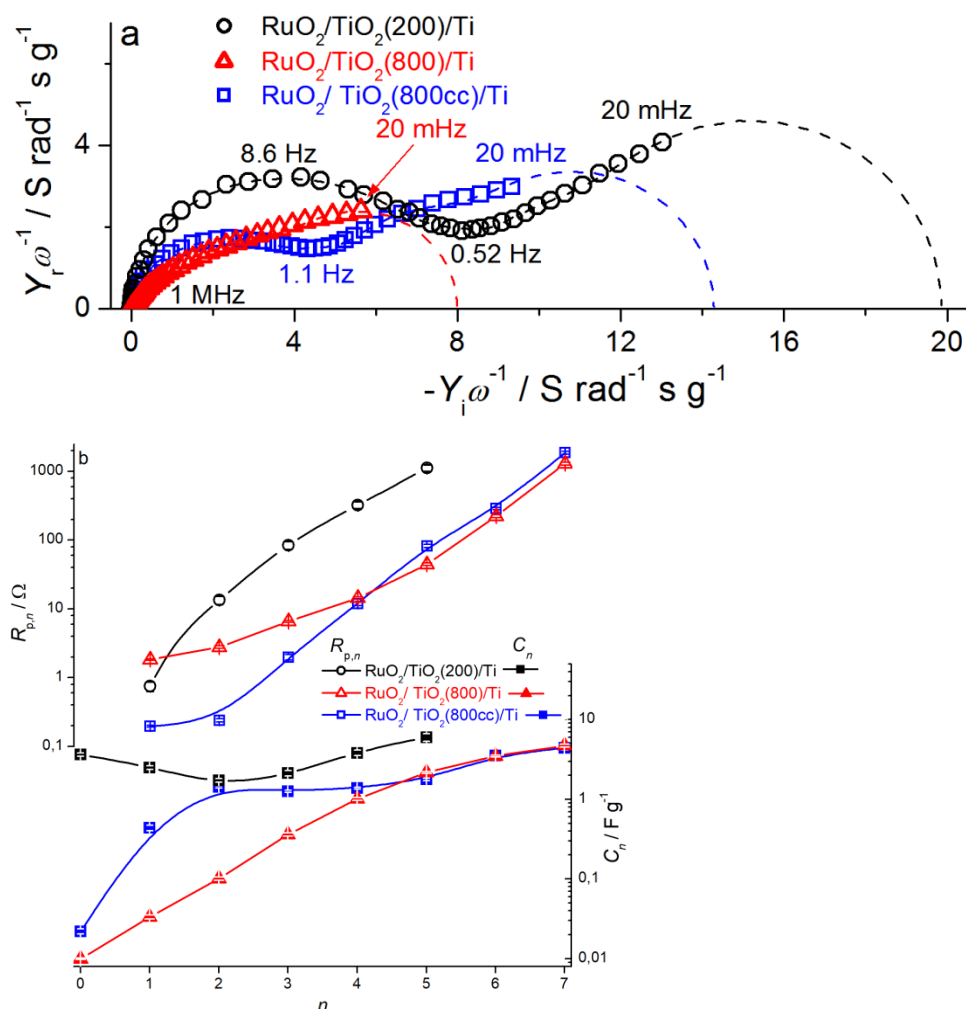 a
RuO₂/TiO₂(200)/Ti
RuO₂/TiO₂(800)/Ti
RuO₂/ TiO₂(800cc)/Ti
20 mHz
20 mHz
20 mHz
8.6 Hz
0.52 Hz
1.1 Hz
1 MHz
4
0
Yᵣω⁻¹ / S rad⁻¹ s g⁻¹
0 4 8 12 16 20
-Yᵢω⁻¹ / S rad⁻¹ s g⁻¹
b
1000
100
10
1
0,1
Rp,n / Ω
Rp,n Cn
RuO₂/TiO₂(200)/Ti
RuO₂/ TiO₂(800)/Ti
RuO₂/ TiO₂(800cc)/Ti
10
1
0,1
0,01
Cn / F g⁻¹
0 1 2 3 4 5 6 7
n